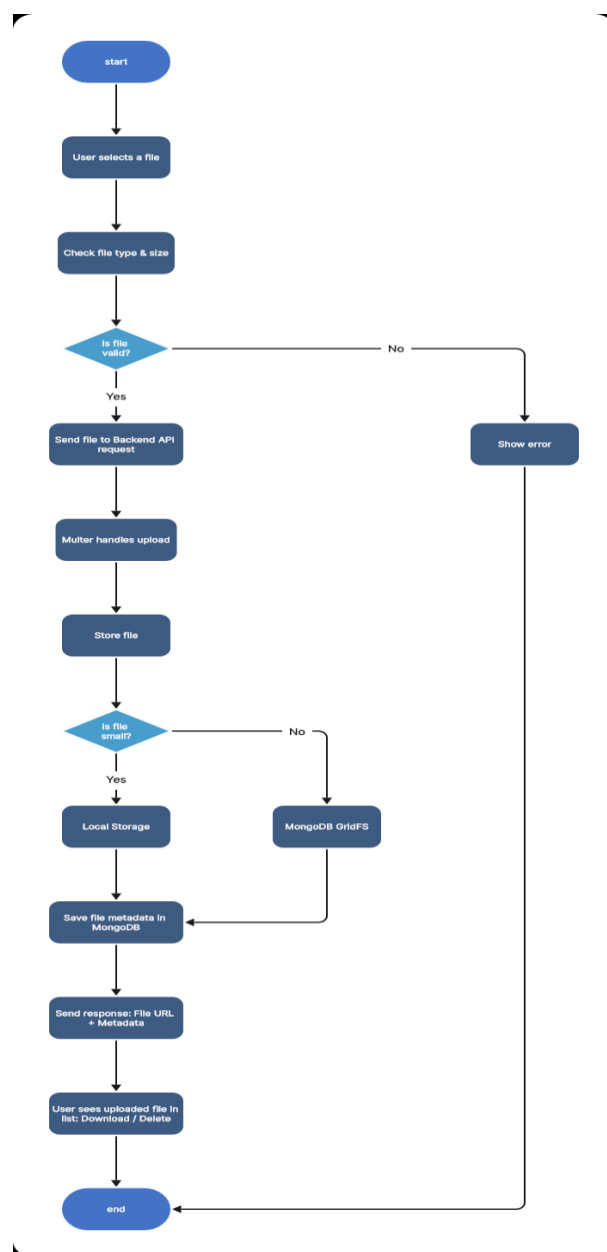 start
User selects a file
Check file type & size
Is file
valid?
No
Yes
Send file to Backend API
request
Show error
Multer handles upload
Store file
Is file
small?
No
Yes
Local Storage
MongoDB GridFS
Save file metadata in
MongoDB
Send response: File URL
+ Metadata
User sees uploaded file in
list: Download / Delete
end